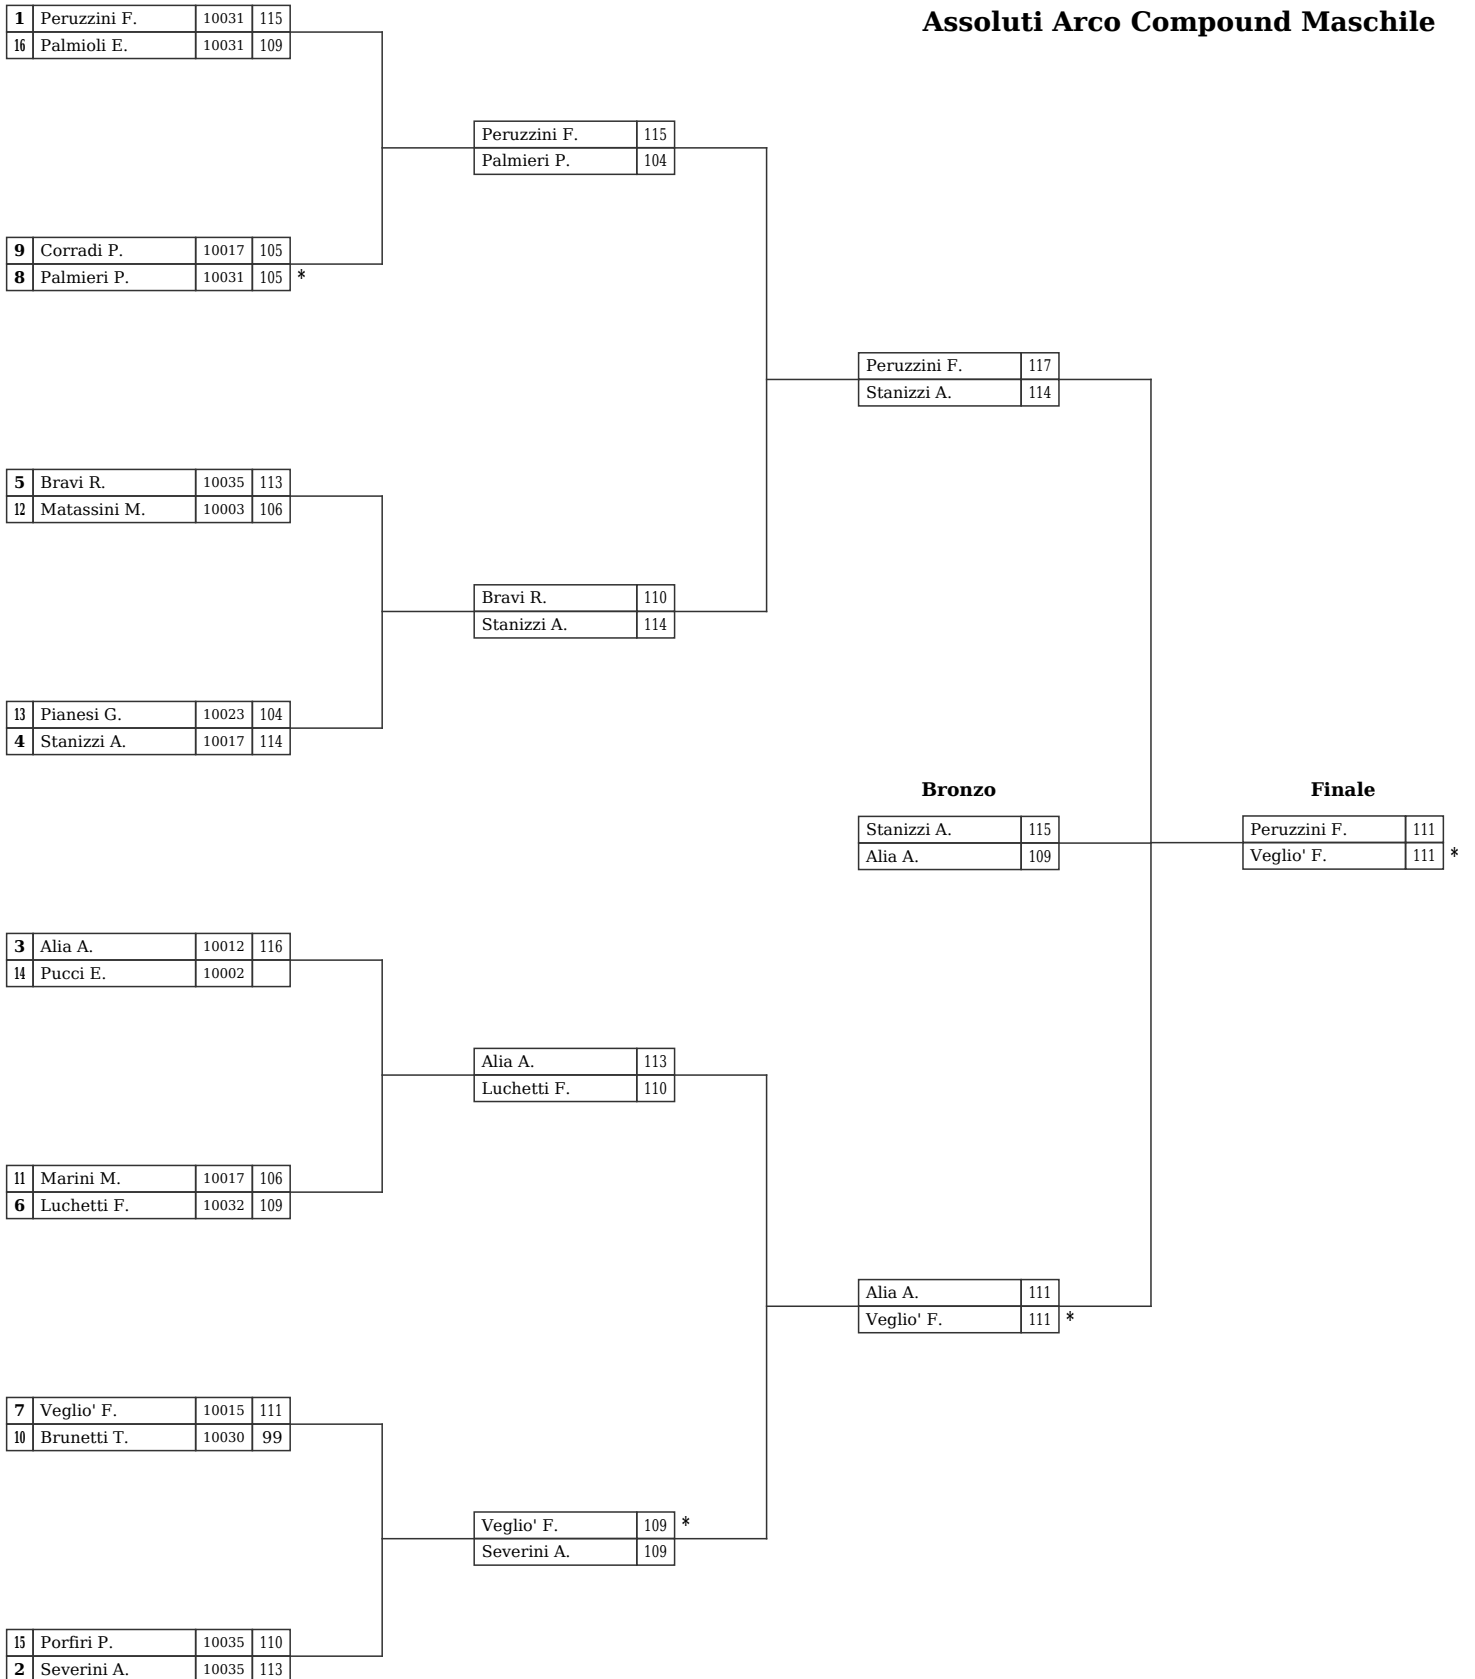 Assoluti Arco Compound Maschile
1 Peruzzini F. 10031 115
16 Palmioli E. 10031 109
Peruzzini F. 115
Palmieri P. 104
9 Corradi P. 10017 105
8 Palmieri P. 10031 105 *
Peruzzini F. 117
Stanizzi A. 114
5 Bravi R. 10035 113
12 Matassini M. 10003 106
Bravi R. 110
Stanizzi A. 114
13 Pianesi G. 10023 104
4 Stanizzi A. 10017 114
Bronzo
Stanizzi A. 115
Alia A. 109
Finale
Peruzzini F. 111
Veglio' F. 111 *
3 Alia A. 10012 116
14 Pucci E. 10002
Alia A. 113
Luchetti F. 110
11 Marini M. 10017 106
6 Luchetti F. 10032 109
Alia A. 111
Veglio' F. 111 *
7 Veglio' F. 10015 111
10 Brunetti T. 10030 99
Veglio' F. 109 *
Severini A. 109
15 Porfiri P. 10035 110
2 Severini A. 10035 113